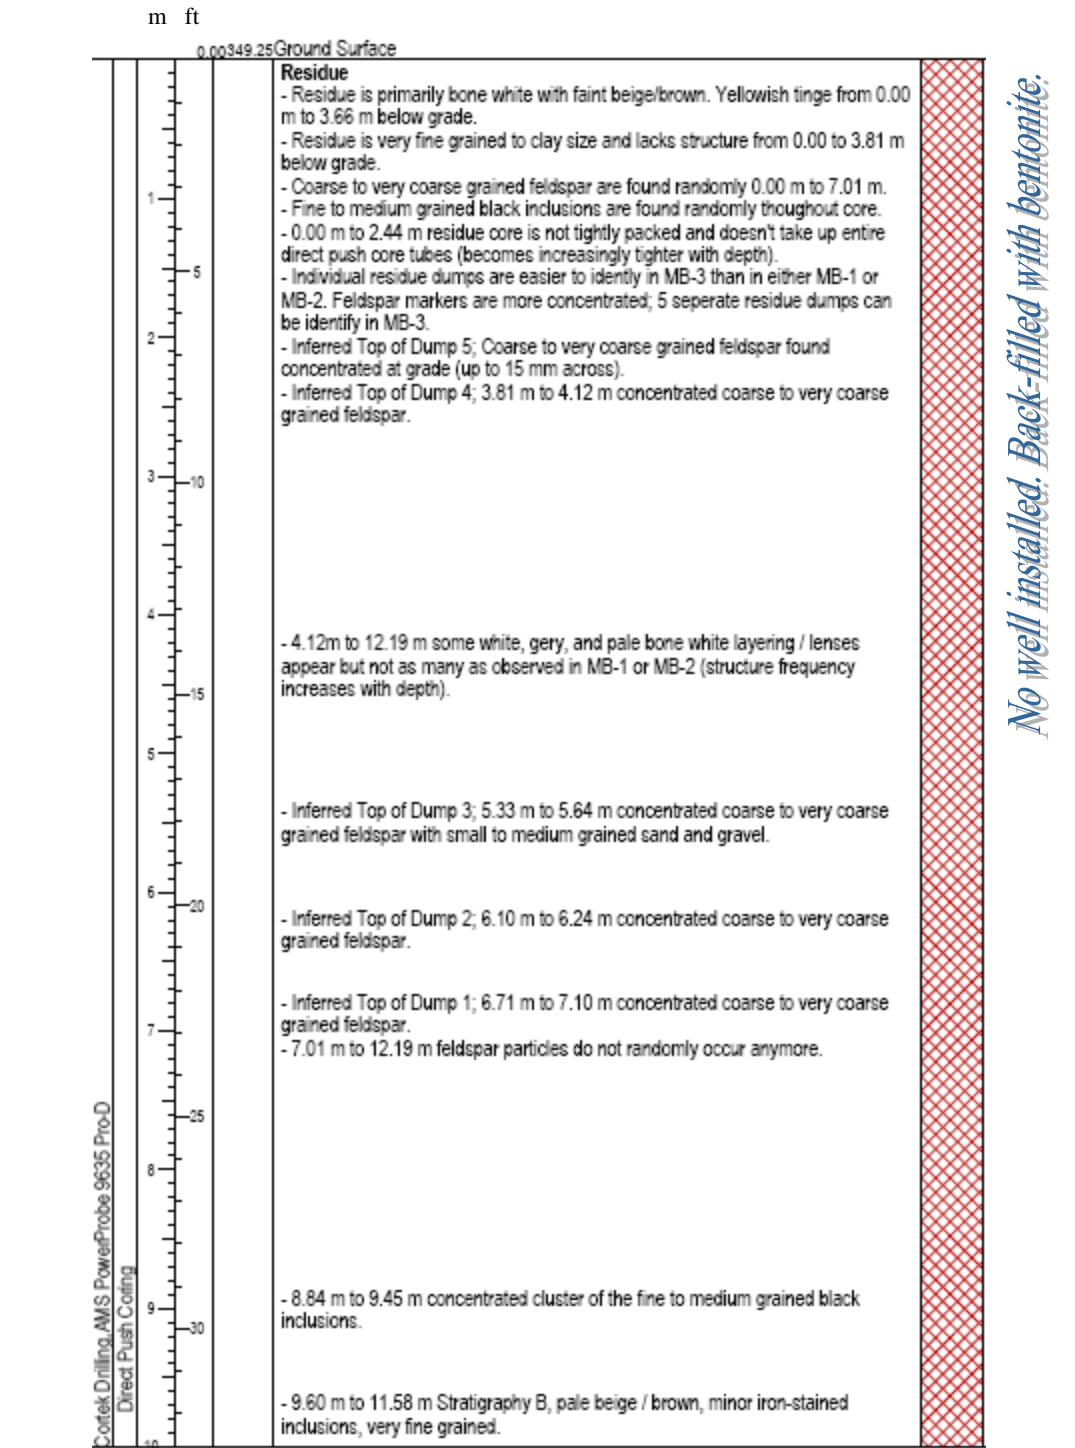 m ft
0.00 349.25 Ground Surface
Residue
- Residue is primarily bone white with faint beige/brown. Yellowish tinge from 0.00
m to 3.66 m below grade.
- Residue is very fine grained to clay size and lacks structure from 0.00 to 3.81 m
below grade.
- Coarse to very coarse grained feldspar are found randomly 0.00 m to 7.01 m.
- Fine to medium grained black inclusions are found randomly thoughout core.
- 0.00 m to 2.44 m residue core is not tightly packed and doesn't take up entire
direct push core tubes (becomes increasingly tighter with depth).
- Individual residue dumps are easier to idently in MB-3 than in either MB-1 or
MB-2. Feldspar markers are more concentrated; 5 seperate residue dumps can
be identify in MB-3.
- Inferred Top of Dump 5; Coarse to very coarse grained feldspar found
concentrated at grade (up to 15 mm across).
- Inferred Top of Dump 4; 3.81 m to 4.12 m concentrated coarse to very coarse
grained feldspar.
- 4.12m to 12.19 m some white, gery, and pale bone white layering / lenses
appear but not as many as observed in MB-1 or MB-2 (structure frequency
increases with depth).
- Inferred Top of Dump 3; 5.33 m to 5.64 m concentrated coarse to very coarse
grained feldspar with small to medium grained sand and gravel.
- Inferred Top of Dump 2; 6.10 m to 6.24 m concentrated coarse to very coarse
grained feldspar.
- Inferred Top of Dump 1; 6.71 m to 7.10 m concentrated coarse to very coarse
grained feldspar.
- 7.01 m to 12.19 m feldspar particles do not randomly occur anymore.
- 8.84 m to 9.45 m concentrated cluster of the fine to medium grained black
inclusions.
- 9.60 m to 11.58 m Stratigraphy B, pale beige / brown, minor iron-stained
inclusions, very fine grained.
1
2
3
4
5
6
7
8
9
10
5
10
15
20
25
30
Cortek Drilling, AMS PowerProbe 9635 Pro-D
Direct Push Coring
No well installed. Back-filled with bentonite.